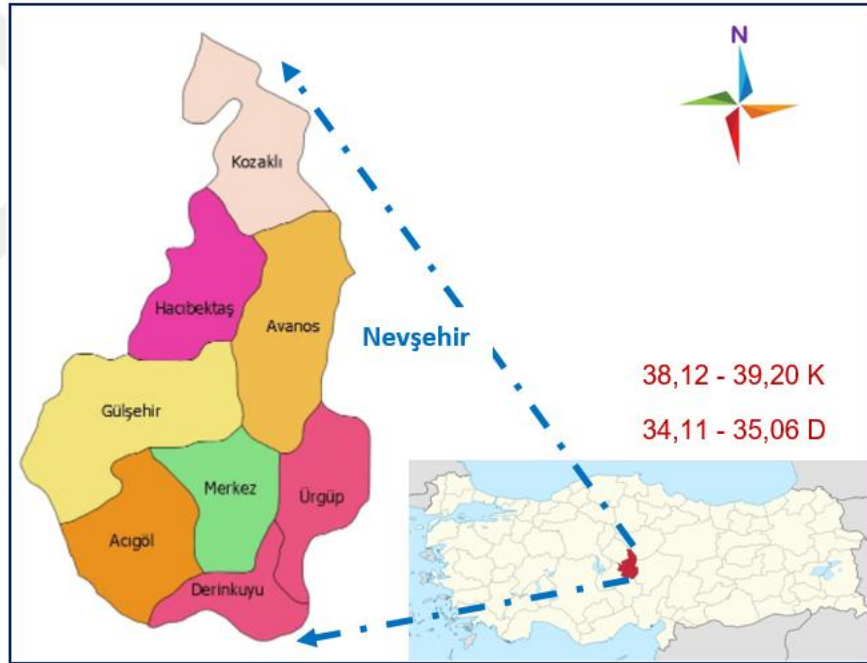 N
Kozaklı
Hacıbektaş
Avanos
Nevşehir
38,12 - 39,20 K
Gülşehir
34,11 - 35,06 D
Merkez
Ürgüp
Acıgöl
Derinkuyu